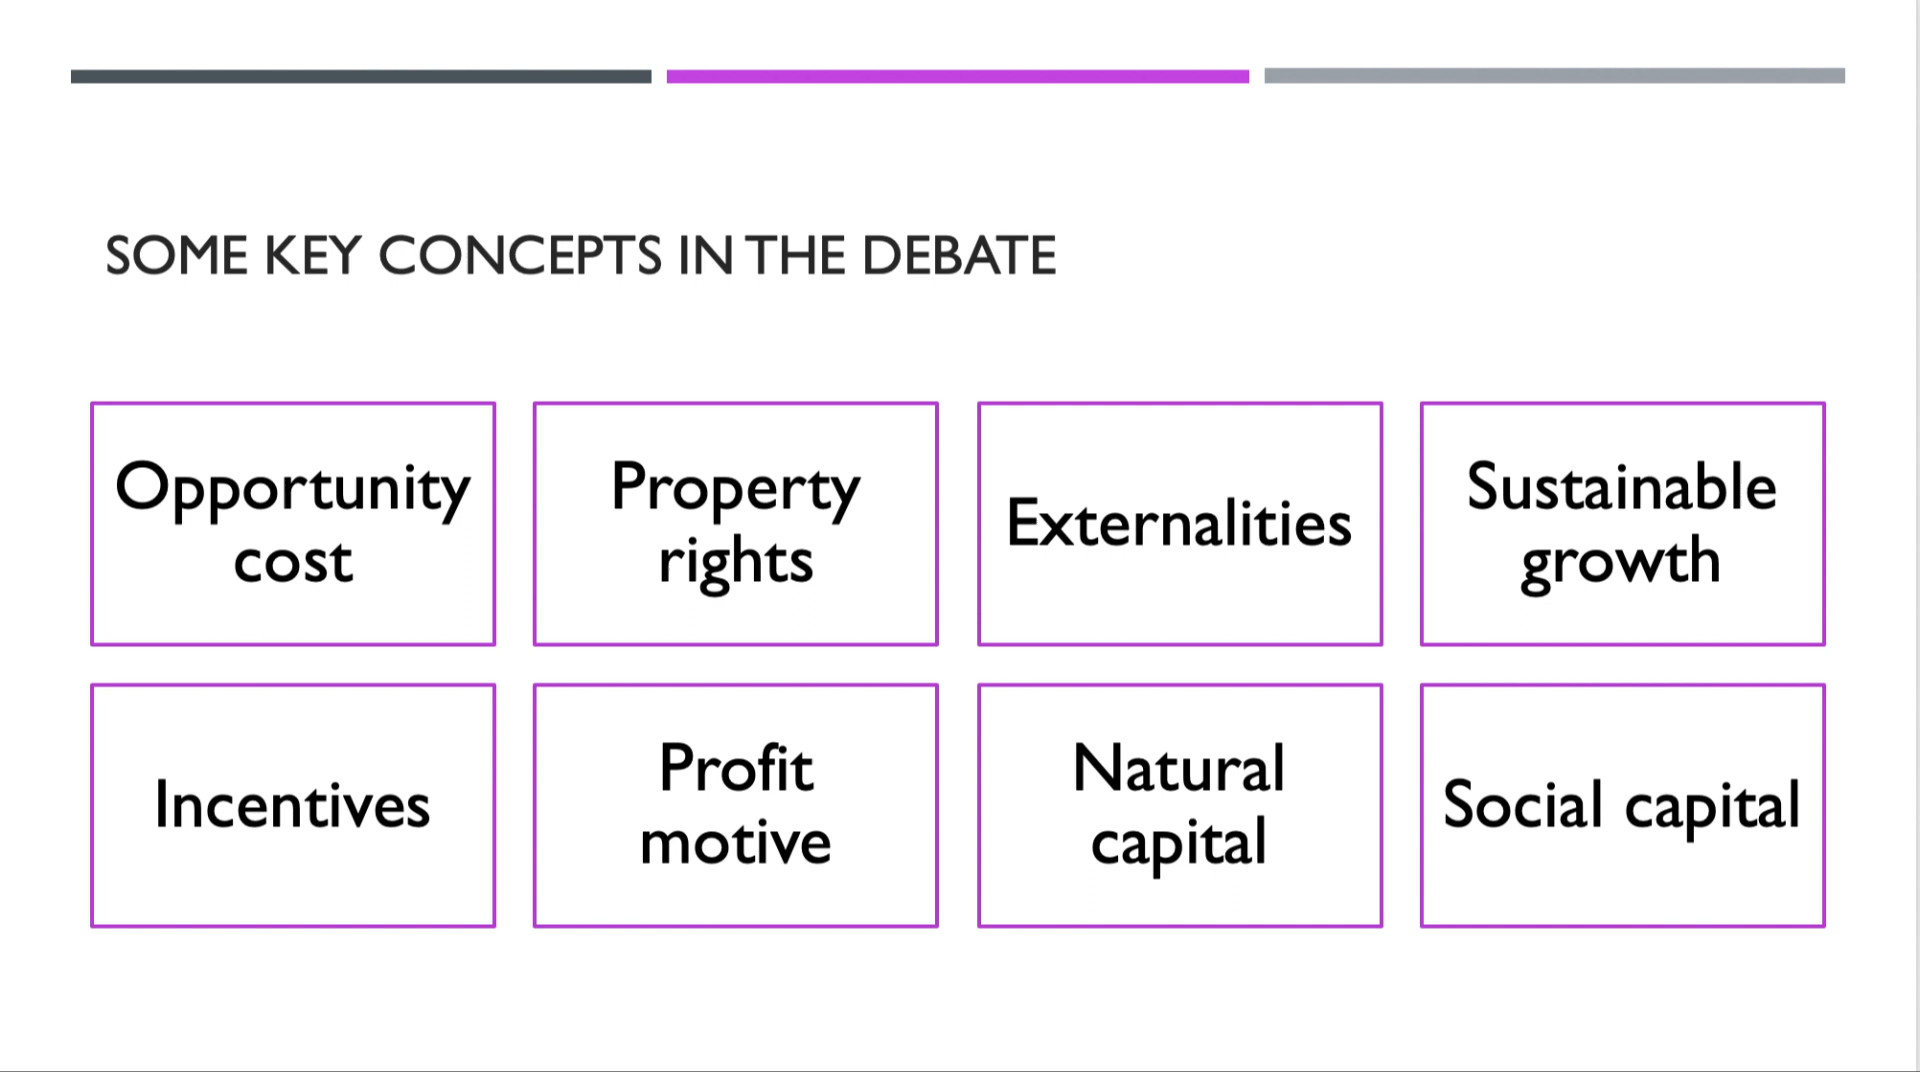 SOME KEY CONCEPTS IN THE DEBATE
Opportunity
cost
Property
rights
Externalities
Sustainable
growth
Incentives
Profit
motive
Natural
capital
Social capital